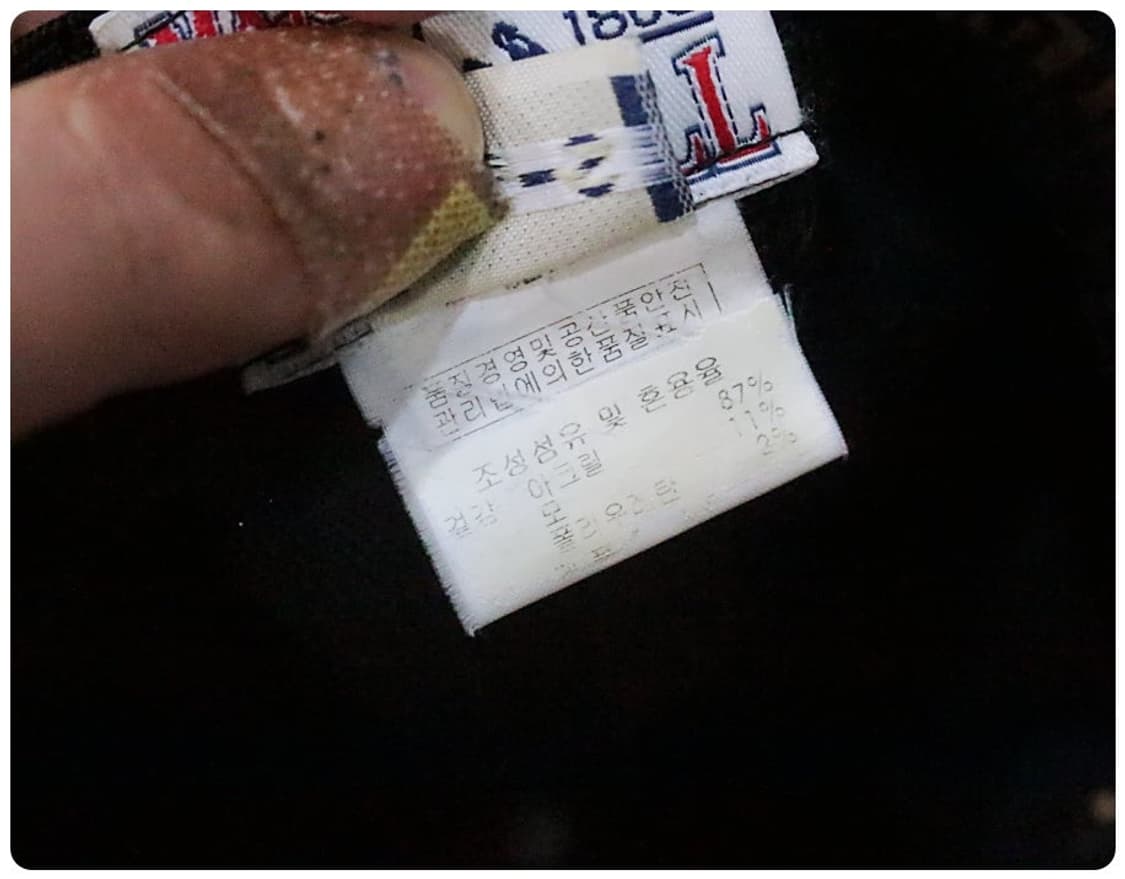 L
품질경영및공산품안전
관리법에의한품질표시
조성섬유 및 혼용율
겉감 아크릴 87%
11%
폴리우레탄 2%